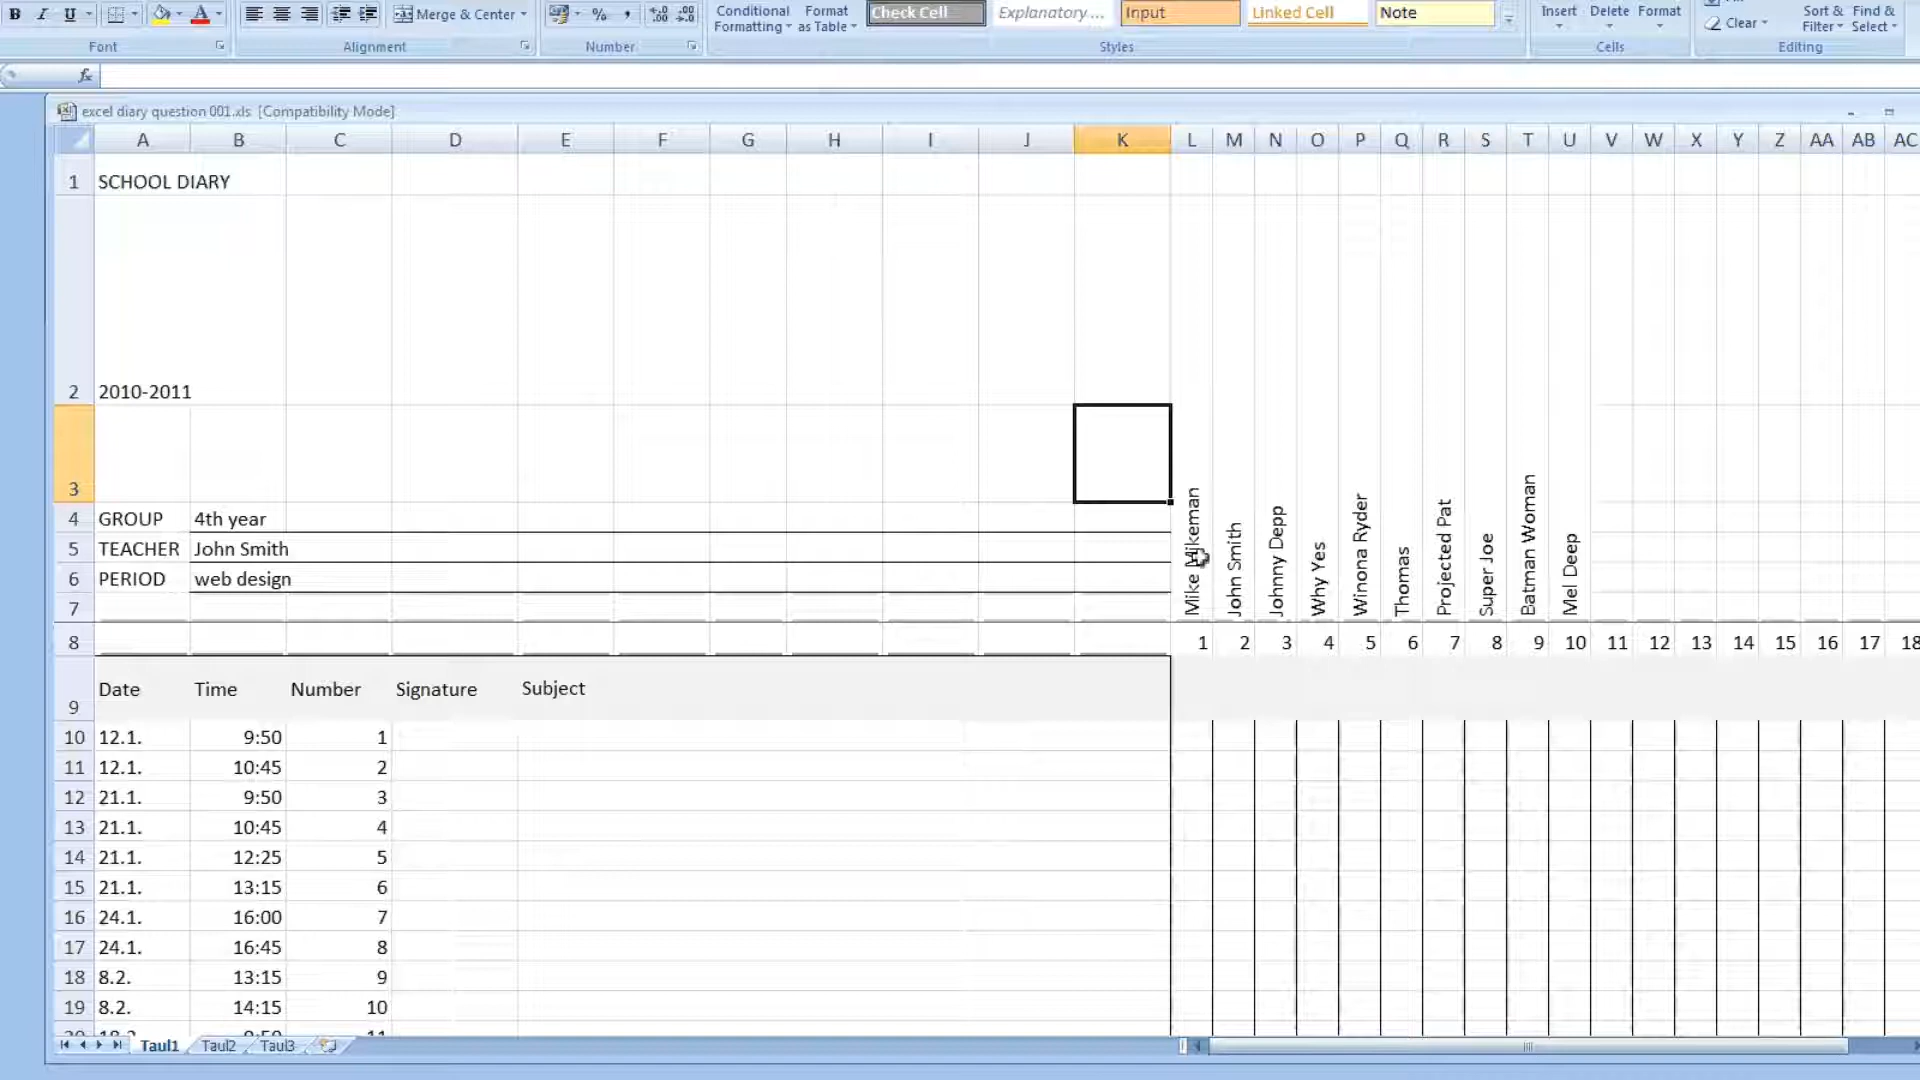 B I U A Merge & Center % , Conditional Formatting Format as Table Check Cell Explanatory ... Input Linked Cell Note Insert Delete Format Clear Sort & Filter Find & Select
Font Alignment Number Styles Cells Editing
fx
excel diary question 001.xls [Compatibility Mode]
A B C D E F G H I J K L M N O P Q R S T U V W X Y Z AA AB AC
1 SCHOOL DIARY
2 2010-2011
3
4 GROUP 4th year
5 TEACHER John Smith
6 PERIOD web design
7
Mike Mikeman
John Smith
Johnny Depp
Why Yes
Winona Ryder
Thomas
Projected Pat
Super Joe
Batman Woman
Mel Deep
8 1 2 3 4 5 6 7 8 9 10 11 12 13 14 15 16 17 18
9 Date Time Number Signature Subject
10 12.1. 9:50 1
11 12.1. 10:45 2
12 21.1. 9:50 3
13 21.1. 10:45 4
14 21.1. 12:25 5
15 21.1. 13:15 6
16 24.1. 16:00 7
17 24.1. 16:45 8
18 8.2. 13:15 9
19 8.2. 14:15 10
Taul1 Taul2 Taul3